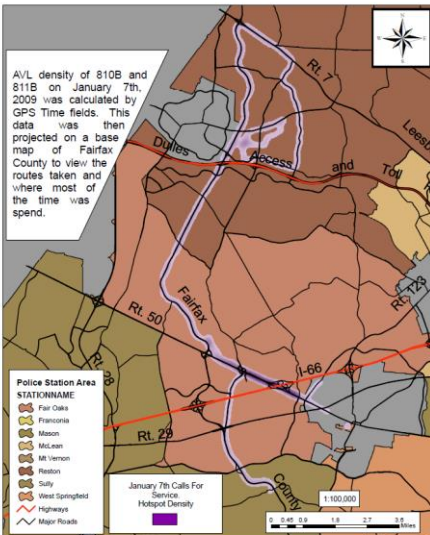 AVL density of 810B and
811B on January 7th,
2009 was calculated by
GPS Time fields. This
data was then
projected on a base
map of Fairfax
County to view the
routes taken and
where most of
the time was
spend.
Rt. 7
Leesb
Dulles
Access
and
Toll
Rt. 123
Fairfax
Rt. 50
Rt. 28
I-66
Rt. 29
County
Police Station Area
STATIONNAME
Fair Oaks
Franconia
Mason
McLean
Mt Vernon
Reston
Sully
West Springfield
Highways
Major Roads
January 7th Calls For
Service.
Hotspot Density
1:100,000
0 0.45 0.9 1.8 2.7 3.6
Miles